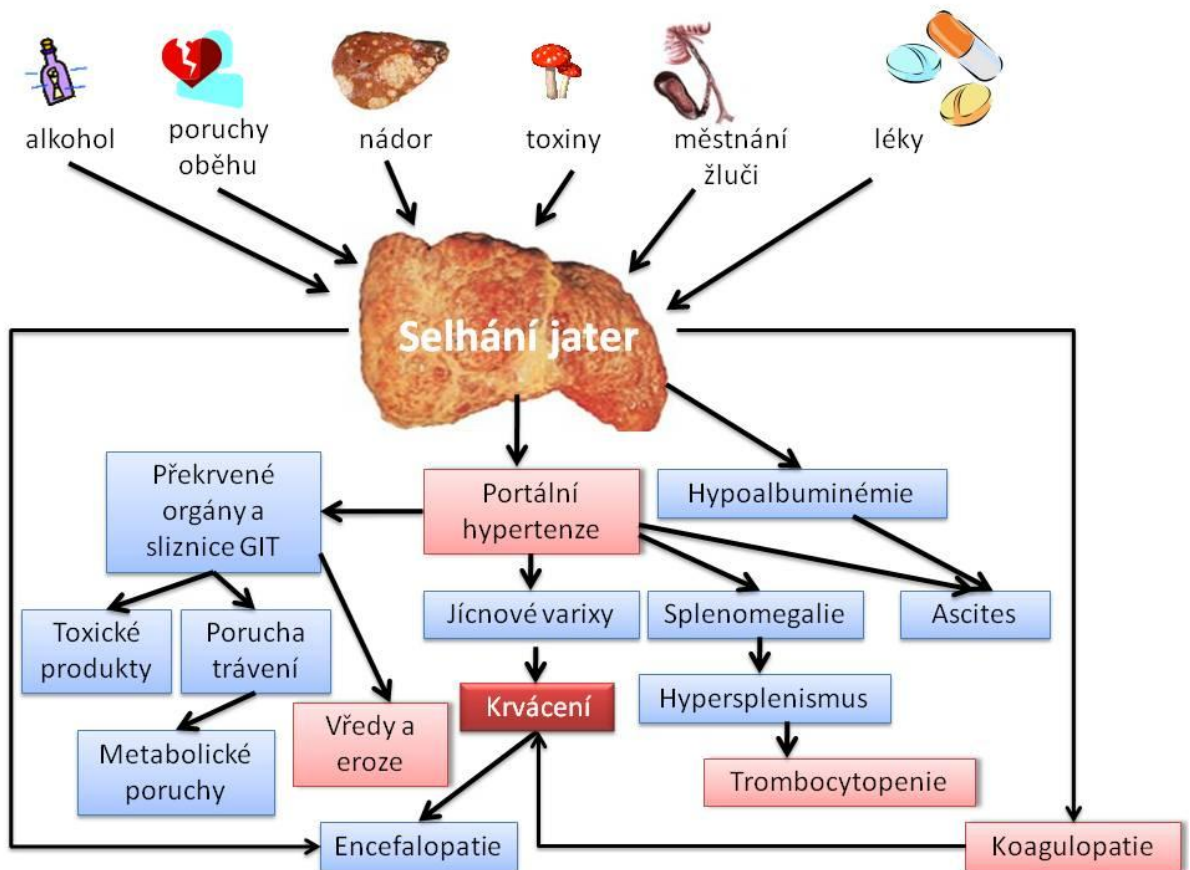 alkohol
poruchy
oběhu
nádor
toxiny
městnání
žluči
léky
Selhání jater
Překrvené
orgány a
sliznice GIT
Portální
hypertenze
Hypoalbuminémie
Toxické
produkty
Porucha
trávení
Jícnové varixy
Splenomegalie
Ascites
Metabolické
poruchy
Vředy a
eroze
Krvácení
Hypersplenismus
Trombocytopenie
Encefalopatie
Koagulopatie